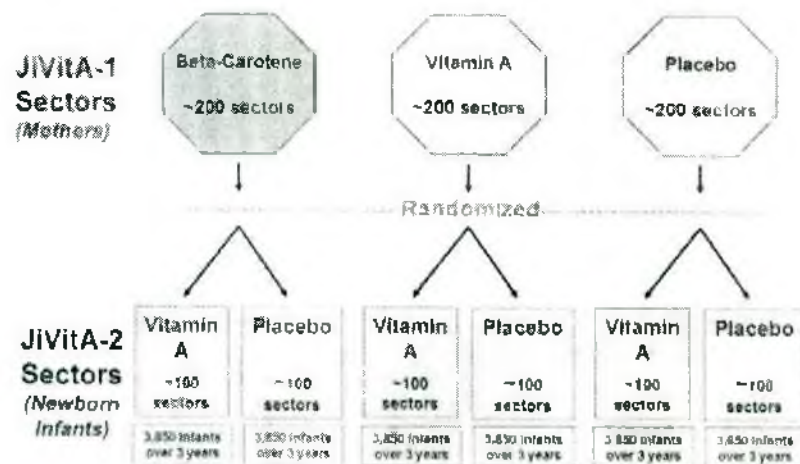 JiVitA-1
Sectors
(Mothers)
Beta-Carotene
~200 sectors
Vitamin A
~200 sectors
Placebo
~200 sectors
Randomized
JiVitA-2
Sectors
(Newborn
Infants)
Vitamin
A
~100
sectors
3,850 infants
over 3 years
Placebo
~100
sectors
3,850 infants
over 3 years
Vitamin
A
~100
sectors
3,850 infants
over 3 years
Placebo
~100
sectors
3,850 infants
over 3 years
Vitamin
A
~100
sectors
3,850 infants
over 3 years
Placebo
~100
sectors
3,850 infants
over 3 years